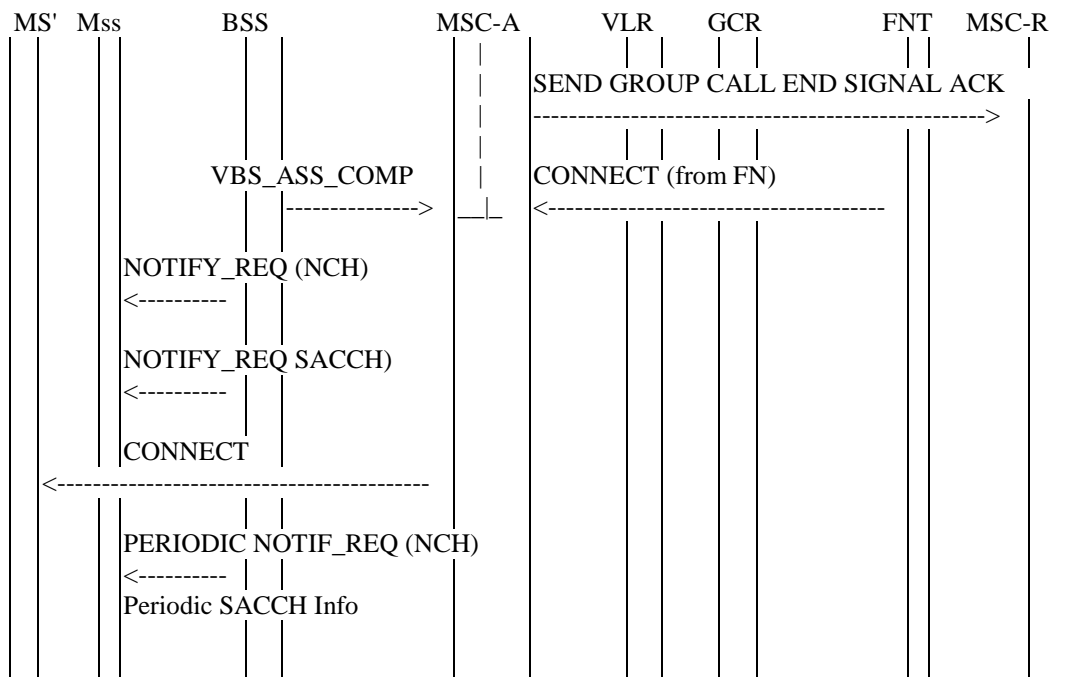 MS' Mss BSS MSC-A VLR GCR FNT MSC-R
SEND GROUP CALL END SIGNAL ACK
VBS_ASS_COMP CONNECT (from FN)
NOTIFY_REQ (NCH)
NOTIFY_REQ SACCH)
CONNECT
PERIODIC NOTIF_REQ (NCH)
Periodic SACCH Info